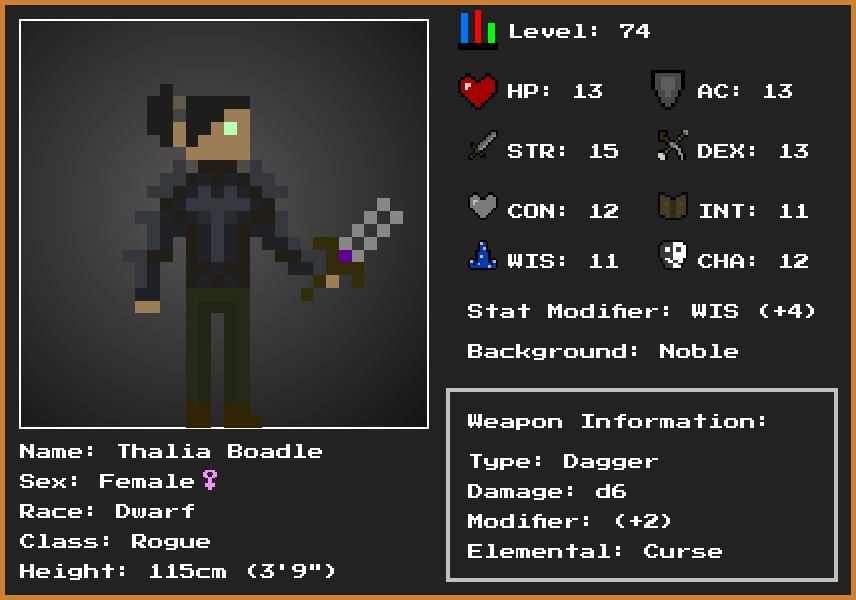 Level: 74
HP: 13
AC: 13
STR: 15
DEX: 13
CON: 12
INT: 11
WIS: 11
CHA: 12
Stat Modifier: WIS (+4)
Background: Noble
Weapon Information:
Type: Dagger
Damage: d6
Modifier: (+2)
Elemental: Curse
Name: Thalia Boadle
Sex: Female♀
Race: Dwarf
Class: Rogue
Height: 115cm (3'9")